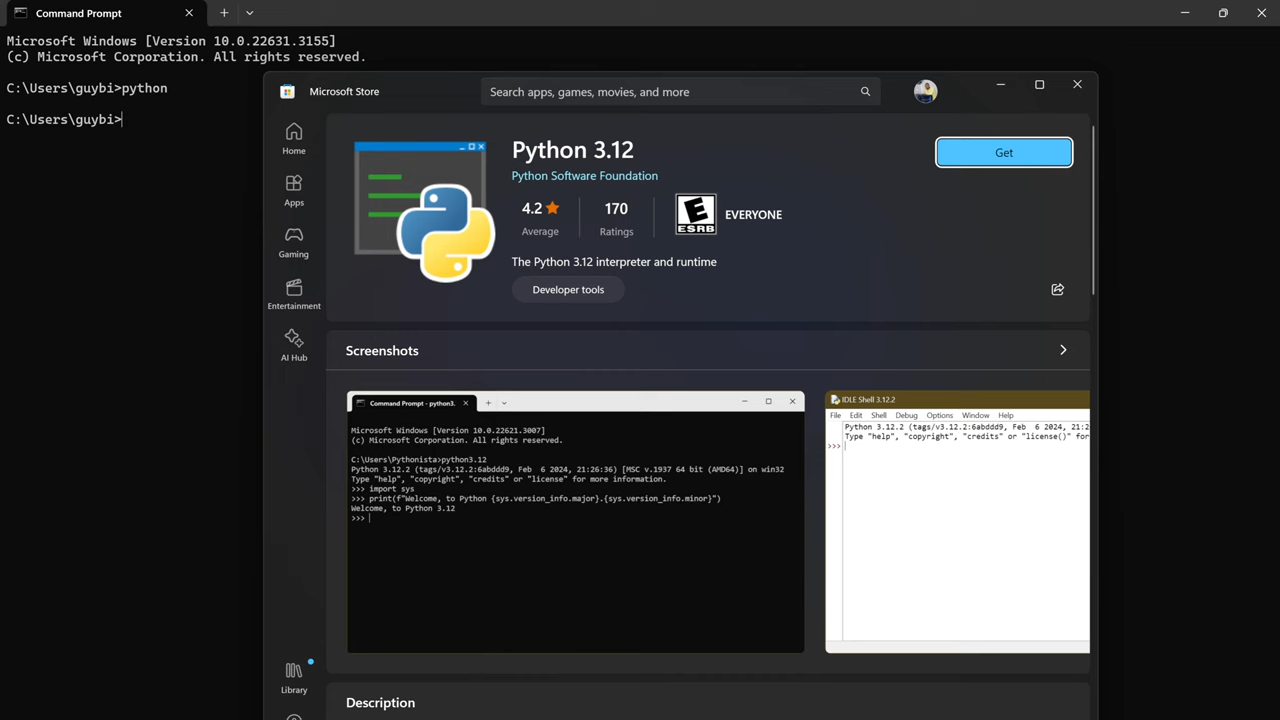 Command Prompt
Microsoft Windows [Version 10.0.22631.3155]
(c) Microsoft Corporation. All rights reserved.
C:\Users\guybi>python
C:\Users\guybi>
Microsoft Store
Search apps, games, movies, and more
Home
Apps
Gaming
Entertainment
AI Hub
Library
Python 3.12
Python Software Foundation
Get
4.2
Average
170
Ratings
E
ESRB
EVERYONE
The Python 3.12 interpreter and runtime
Developer tools
Screenshots
Command Prompt - python3.
Microsoft Windows [Version 10.0.22621.3007]
(c) Microsoft Corporation. All rights reserved.
C:\Users\Pythonista>python3.12
Python 3.12.2 (tags/v3.12.2:6abddd9, Feb  6 2024, 21:26:36) [MSC v.1937 64 bit (AMD64)] on win32
Type "help", "copyright", "credits" or "license" for more information.
>>> import sys
>>> print(f"Welcome, to Python {sys.version_info.major}.{sys.version_info.minor}")
Welcome, to Python 3.12
>>>
IDLE Shell 3.12.2
File Edit Shell Debug Options Window Help
Python 3.12.2 (tags/v3.12.2:6abddd9, Feb  6 2024, 21:2
Type "help", "copyright", "credits" or "license()" for
>>>
Description